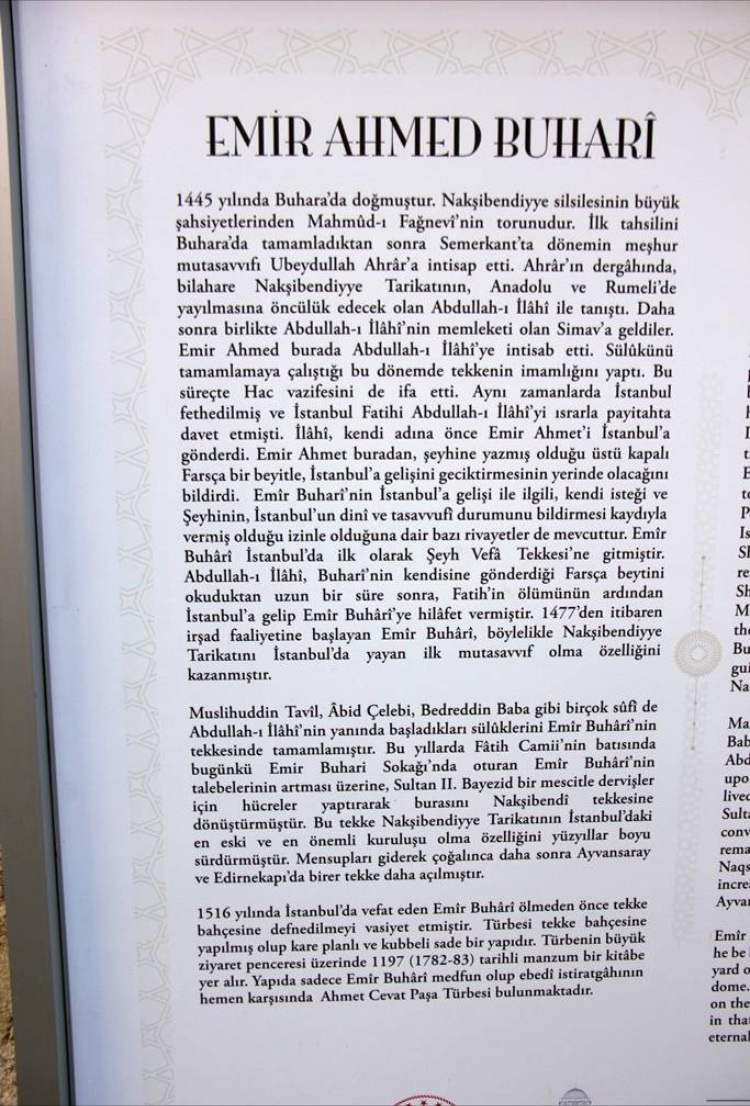 EMİR AHMED BUHARÎ
1445 yılında Buhara'da doğmuştur. Nakşibendiyye silsilesinin büyük
şahsiyetlerinden Mahmûd-ı Fağnevî'nin torunudur. İlk tahsilini
Buhara'da tamamladıktan sonra Semerkant'ta dönemin meşhur
mutasavvıfı Ubeydullah Ahrâr'a intisap etti. Ahrâr'ın dergâhında,
bilahare Nakşibendiyye Tarikatının, Anadolu ve Rumeli'de
yayılmasına öncülük edecek olan Abdullah-ı İlâhî ile tanıştı. Daha
sonra birlikte Abdullah-ı İlâhî'nin memleketi olan Simav'a geldiler.
Emir Ahmed burada Abdullah-ı İlâhî'ye intisab etti. Sülûkünü
tamamlamaya çalıştığı bu dönemde tekkenin imamlığını yaptı. Bu
süreçte Hac vazifesini de ifa etti. Aynı zamanlarda İstanbul
fethedilmiş ve İstanbul Fatihi Abdullah-ı İlâhî'yi ısrarla payitahta
davet etmişti. İlâhî, kendi adına önce Emir Ahmet'i İstanbul'a
gönderdi. Emir Ahmet buradan, şeyhine yazmış olduğu üstü kapalı
Farsça bir beyitle, İstanbul'a gelişini geciktirmesinin yerinde olacağını
bildirdi. Emîr Buharî'nin İstanbul'a gelişi ile ilgili, kendi isteği ve
Şeyhinin, İstanbul'un dinî ve tasavvufî durumunu bildirmesi kaydıyla
vermiş olduğu izinle olduğuna dair bazı rivayetler de mevcuttur. Emîr
Buhârî İstanbul'da ilk olarak Şeyh Vefâ Tekkesi'ne gitmiştir.
Abdullah-ı İlâhî, Buharî'nin kendisine gönderdiği Farsça beytini
okuduktan uzun bir süre sonra, Fatih'in ölümünün ardından
İstanbul'a gelip Emîr Buhârî'ye hilâfet vermiştir. 1477'den itibaren
irşad faaliyetine başlayan Emîr Buhârî, böylelikle Nakşibendiyye
Tarikatını İstanbul'da yayan ilk mutasavvıf olma özelliğini
kazanmıştır.
Muslihuddin Tavîl, Âbid Çelebi, Bedreddin Baba gibi birçok sûfi de
Abdullah-ı İlâhî'nin yanında başladıkları sülûklerini Emîr Buhârî'nin
tekkesinde tamamlamıştır. Bu yıllarda Fâtih Camii'nin batısında
bugünkü Emir Buhari Sokağı'nda oturan Emîr Buhârî'nin
talebelerinin artması üzerine, Sultan II. Bayezid bir mescitle dervişler
için hücreler yaptırarak burasını Nakşibendî tekkesine
dönüştürmüştür. Bu tekke Nakşibendiyye Tarikatının İstanbul'daki
en eski ve en önemli kuruluşu olma özelliğini yüzyıllar boyu
sürdürmüştür. Mensupları giderek çoğalınca daha sonra Ayvansaray
ve Edirnekapı'da birer tekke daha açılmıştır.
1516 yılında İstanbul'da vefat eden Emîr Buhârî ölmeden önce tekke
bahçesine defnedilmeyi vasiyet etmiştir. Türbesi tekke bahçesine
yapılmış olup kare planlı ve kubbeli sade bir yapıdır. Türbenin büyük
ziyaret penceresi üzerinde 1197 (1782-83) tarihli manzum bir kitâbe
yer alır. Yapıda sadece Emîr Buhârî medfun olup ebedî istiratgâhının
hemen karşısında Ahmet Cevat Paşa Türbesi bulunmaktadır.
Emîr
he be
yard o
dome.
on the
in tha
eternal